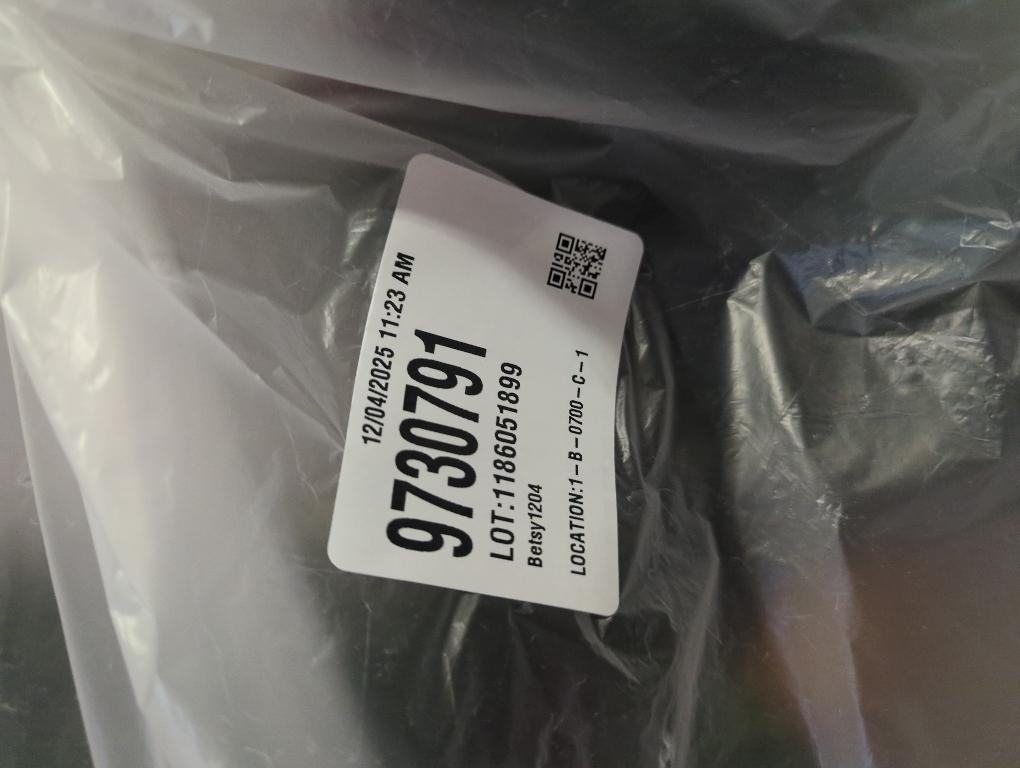 12/04/2025 11:23 AM
9730791
LOT:1186051899
Betsy1204
LOCATION:1-B-0700-C-1